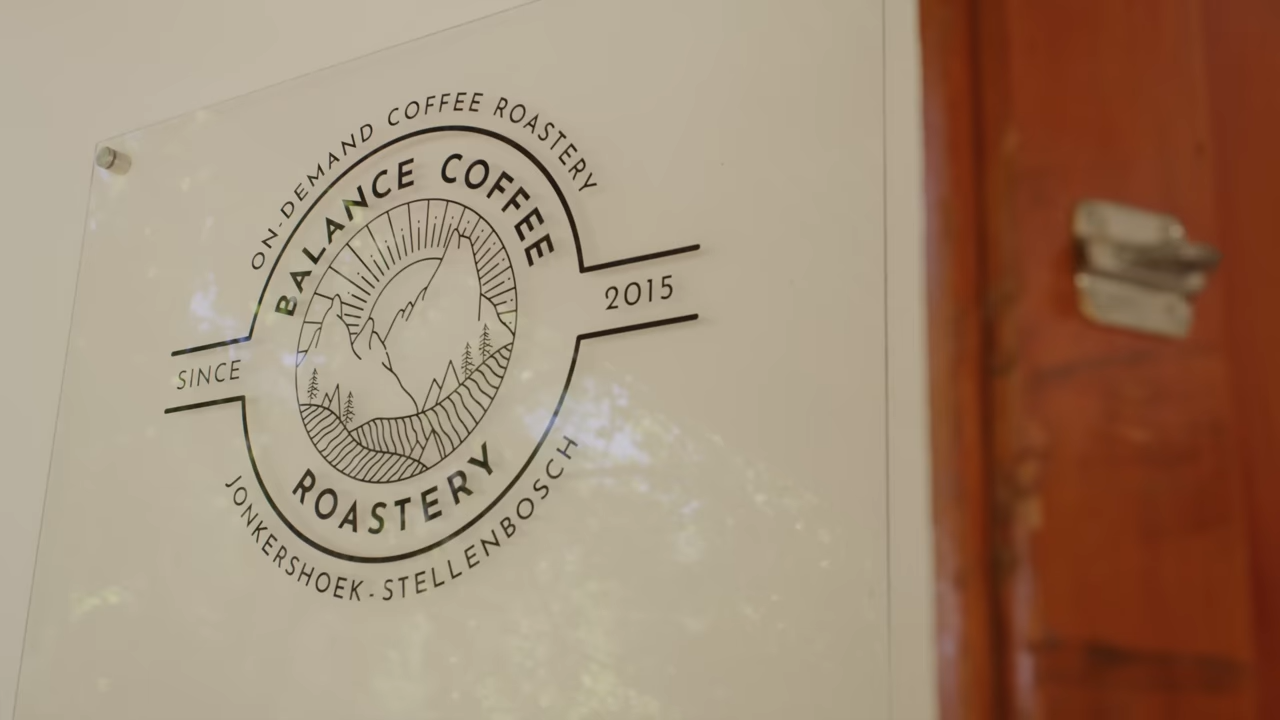 ON-DEMAND COFFEE ROASTERY
BALANCE COFFEE
SINCE 2015
ROASTERY
JONKERSHOEK-STELLENBOSCH